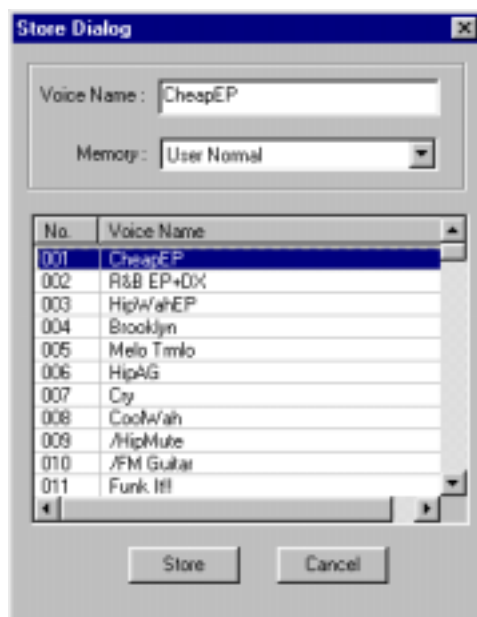 Store Dialog
Voice Name : CheapEP
Memory : User Normal
No. Voice Name
001 CheapEP
002 R&B EP+DX
003 HipWahEP
004 Brooklyn
005 Melo Trmlo
006 HipAG
007 Cry
008 CoolWah
009 /HipMute
010 /FM Guitar
011 Funk It!!
Store Cancel